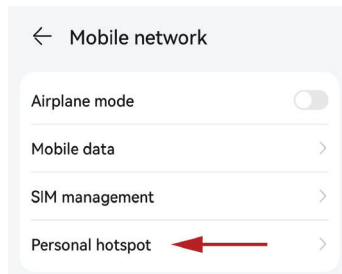 Mobile network
Airplane mode
Mobile data
SIM management
Personal hotspot